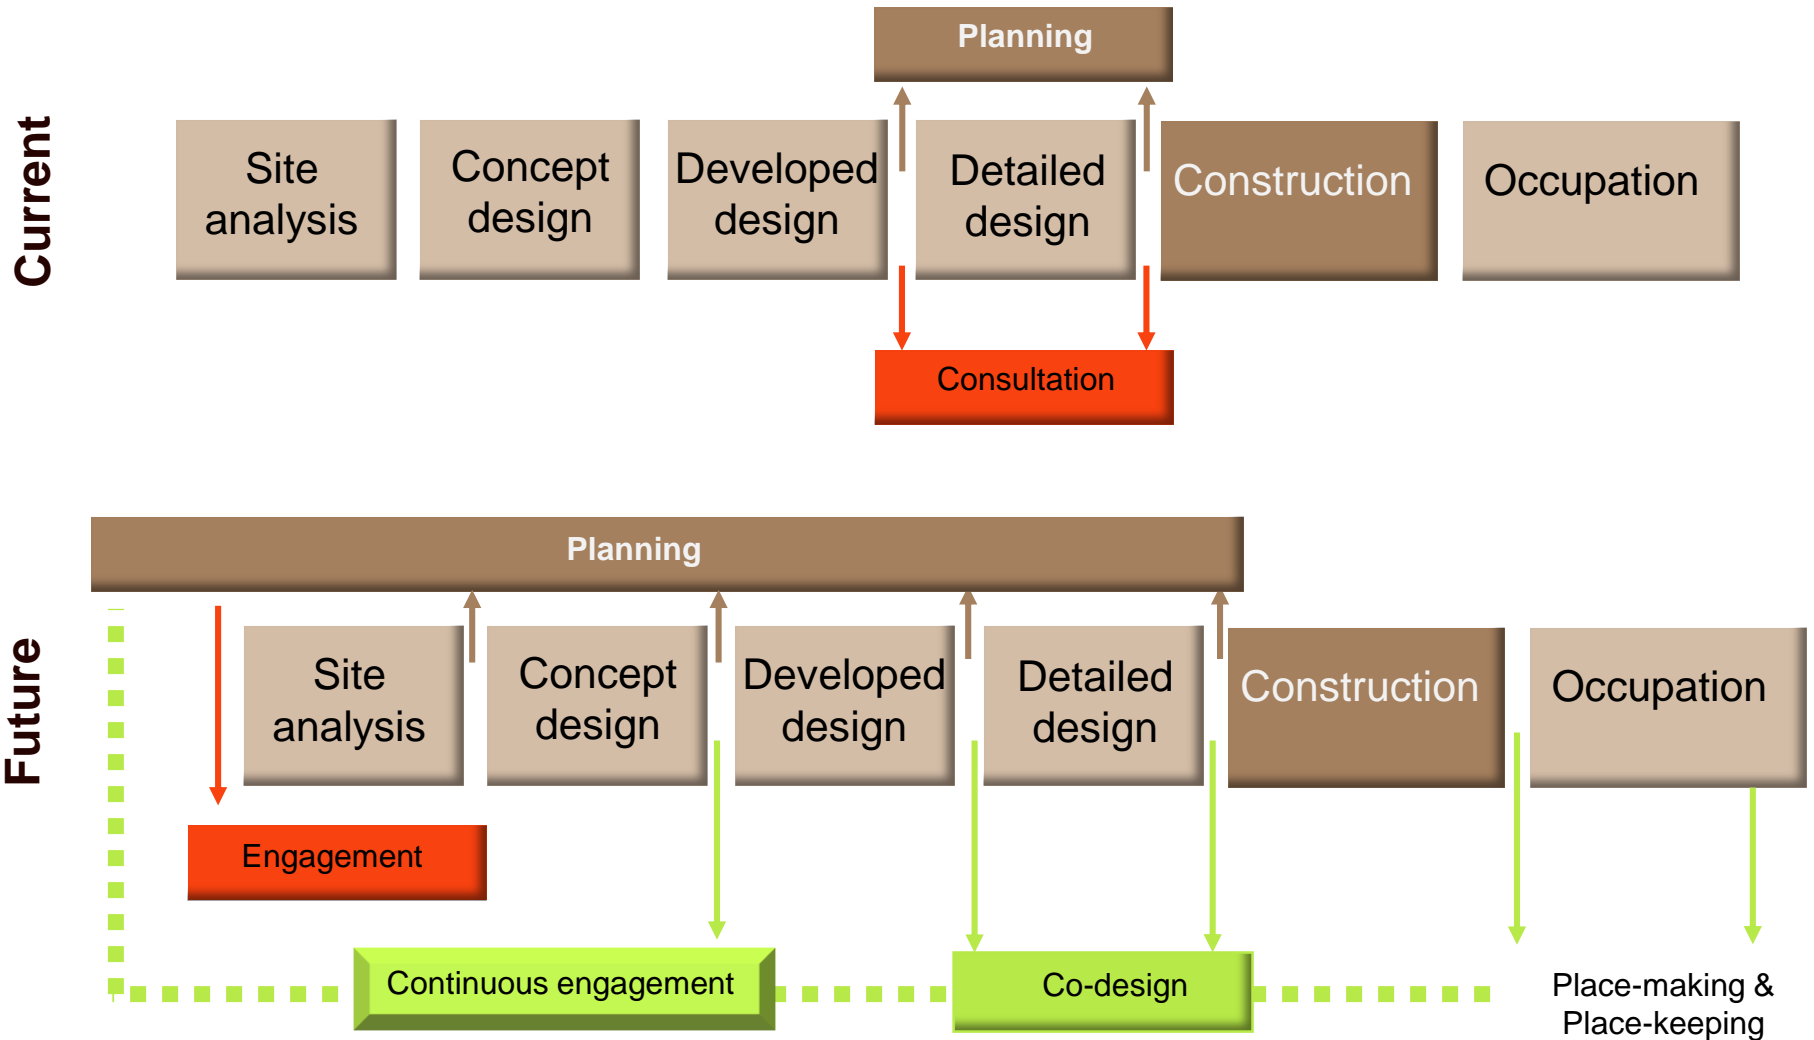 Planning
Current
Site
analysis
Concept
design
Developed
design
Detailed
design
Construction
Occupation
Consultation
Planning
Future
Site
analysis
Concept
design
Developed
design
Detailed
design
Construction
Occupation
Engagement
Continuous engagement
Co-design
Place-making &
Place-keeping